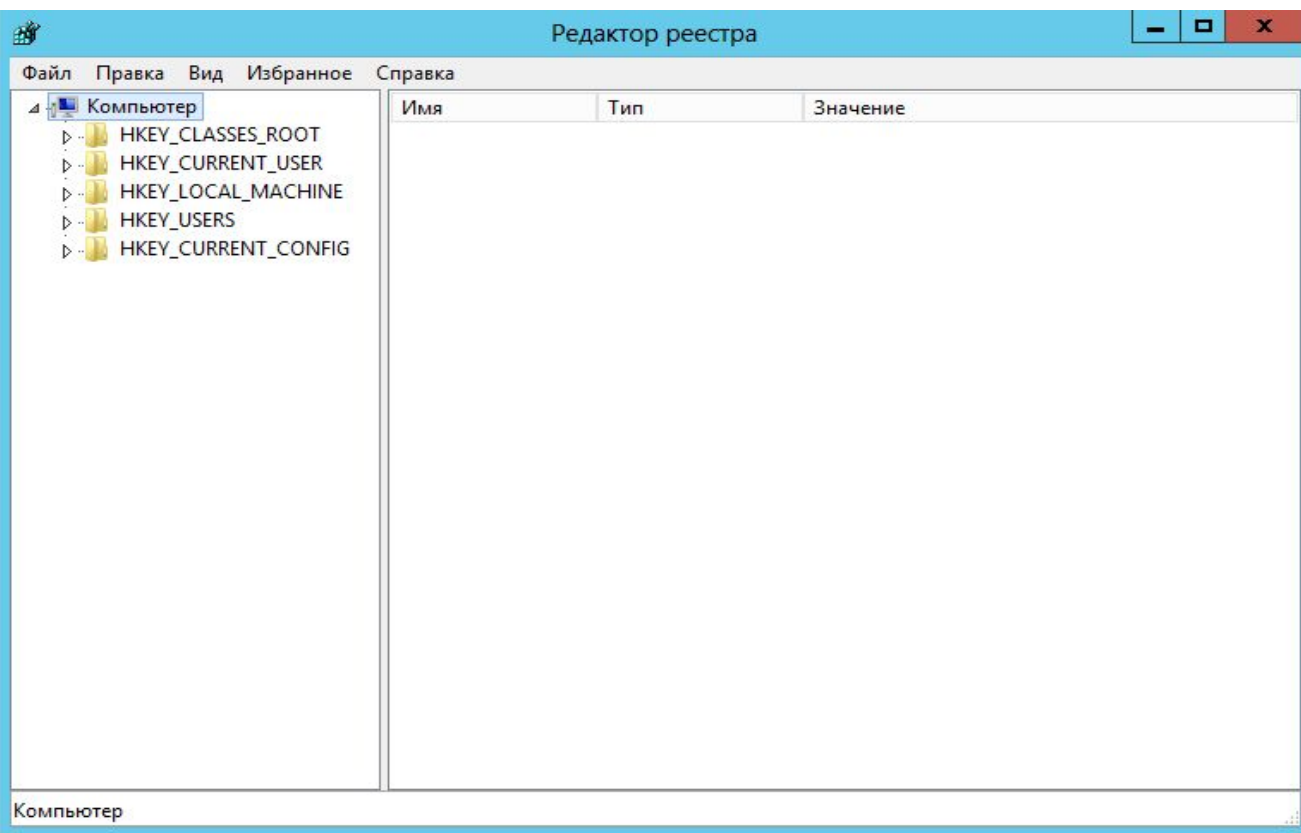 Редактор реестра
Файл Правка Вид Избранное Справка
Компьютер
HKEY_CLASSES_ROOT
HKEY_CURRENT_USER
HKEY_LOCAL_MACHINE
HKEY_USERS
HKEY_CURRENT_CONFIG
Имя Тип Значение
Компьютер